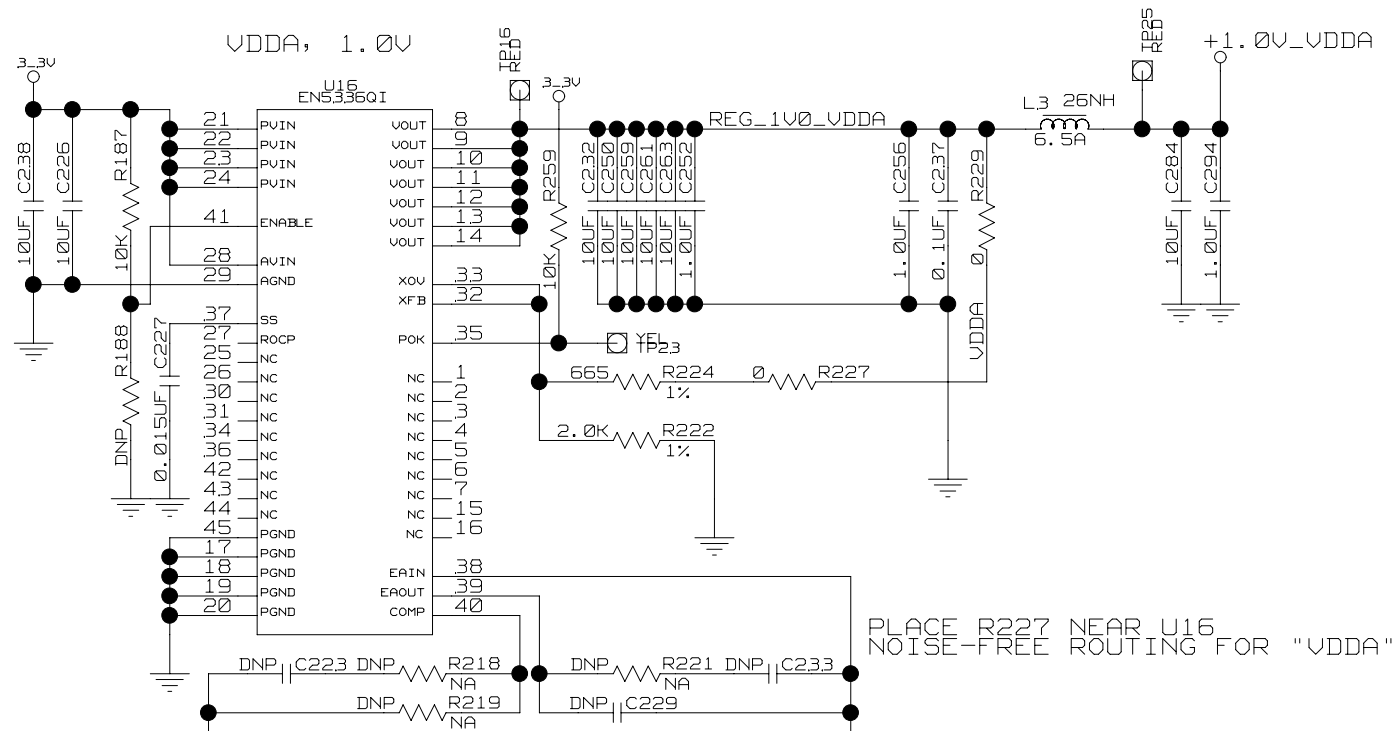 VDDA, 1.0V
3_3V
U16
EN5336QI
TP16
RED
3_3V
TP25
RED
+1.0V_VDDA
L3 26NH
6.5A
REG_1V0_VDDA
C238
10UF
C226
10UF
R187
10K
R188
DNP
C227
0.015UF
21 PVIN
22 PVIN
23 PVIN
24 PVIN
41 ENABLE
28 AVIN
29 AGND
37 SS
27 ROCP
25 NC
26 NC
30 NC
31 NC
34 NC
36 NC
42 NC
43 NC
44 NC
45 PGND
17 PGND
18 PGND
19 PGND
20 PGND
VOUT 8
VOUT 9
VOUT 10
VOUT 11
VOUT 12
VOUT 13
VOUT 14
XOV 33
XFB 32
POK 35
NC 1
NC 2
NC 3
NC 4
NC 5
NC 6
NC 7
NC 15
NC 16
EAIN 38
EAOUT 39
COMP 40
R259
10K
YEL
TP23
C232
10UF
C250
10UF
C259
10UF
C261
10UF
C263
10UF
C252
1.0UF
C256
1.0UF
C237
0.1UF
R229
0
VDDA
C284
10UF
C294
1.0UF
665 R224
1%
0 R227
2.0K R222
1%
PLACE R227 NEAR U16
NOISE-FREE ROUTING FOR "VDDA"
DNP C223 DNP R218
NA
DNP R221 DNP C233
NA
DNP R219
NA
DNP C229